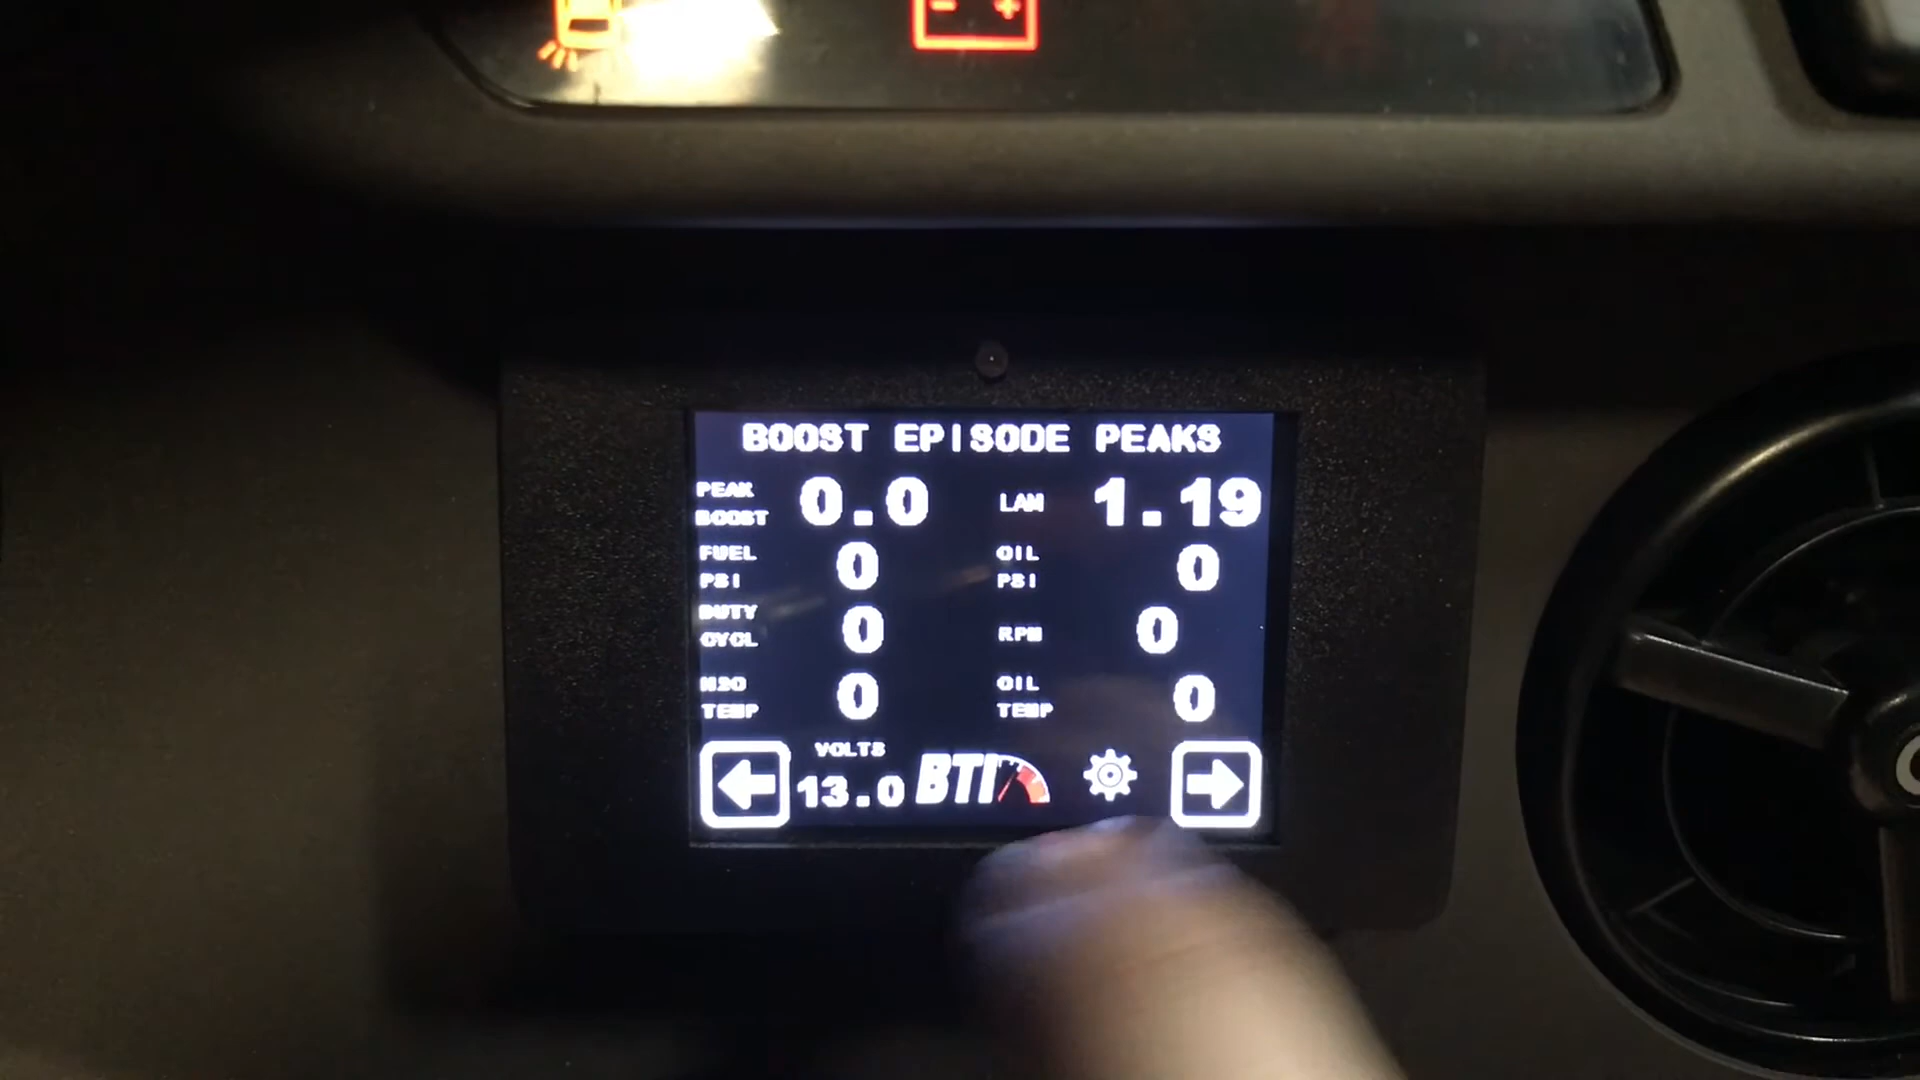 BOOST EPISODE PEAKS
PEAK BOOST 0.0 LAM 1.19
FUEL PSI 0 OIL PSI 0
DUTY CYCL 0 RPM 0
H2O TEMP 0 OIL TEMP 0
VOLTS
13.0 BTI